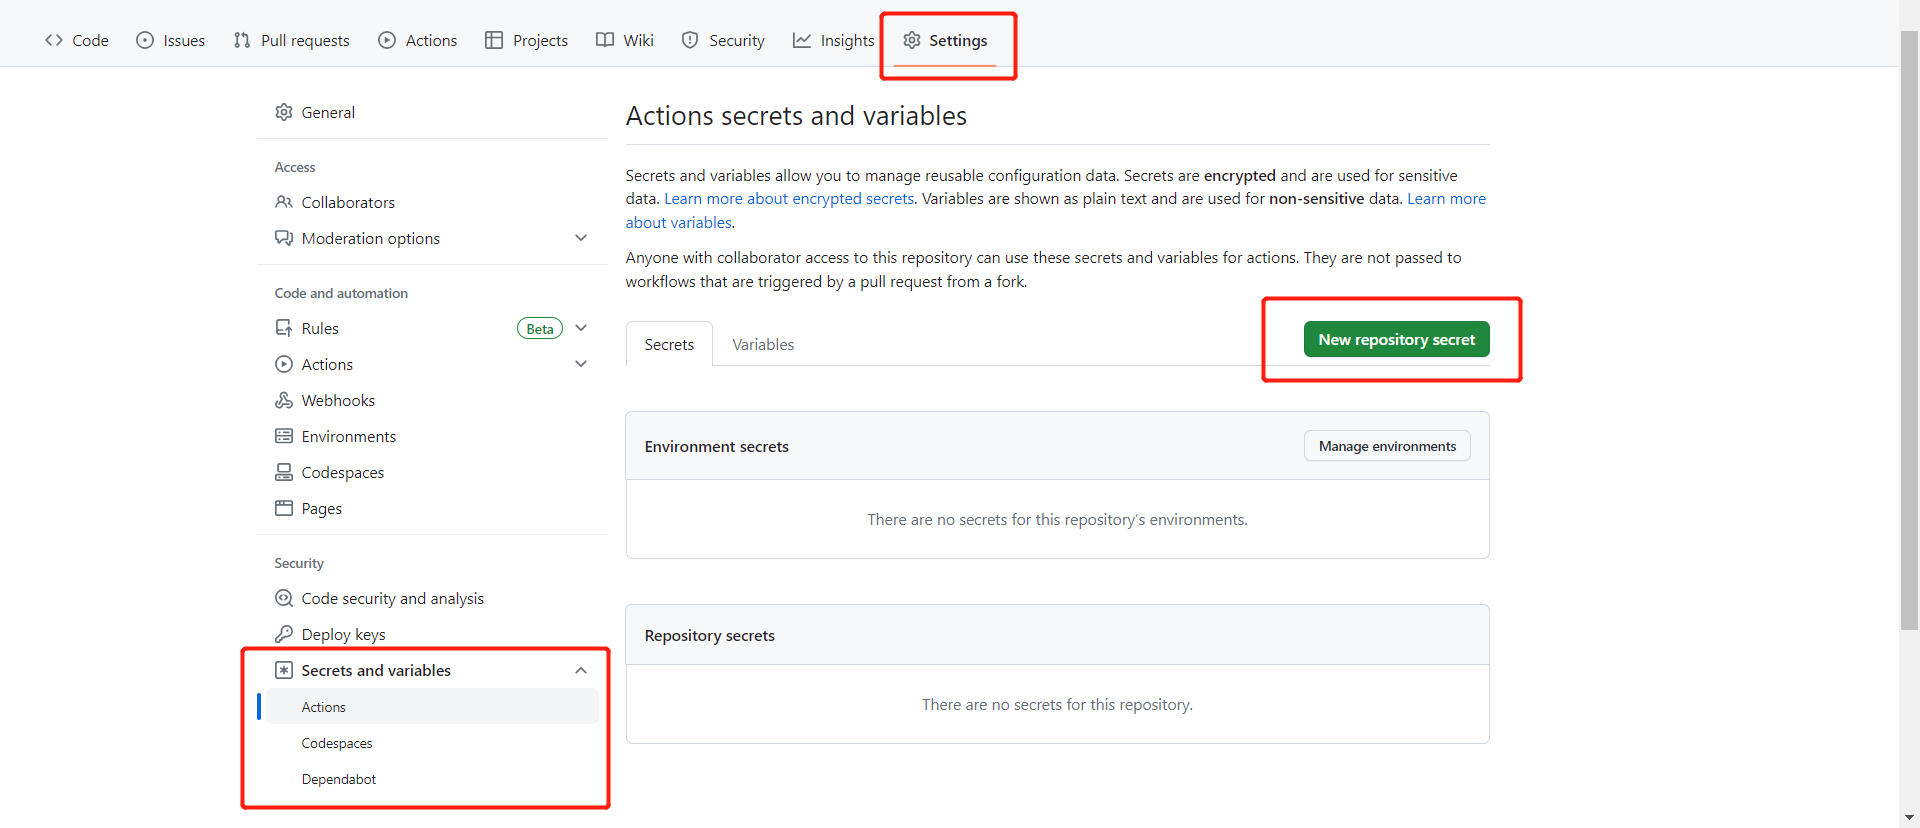 Code Issues Pull requests Actions Projects Wiki Security Insights Settings
General
Access
Collaborators
Moderation options
Code and automation
Rules Beta
Actions
Webhooks
Environments
Codespaces
Pages
Security
Code security and analysis
Deploy keys
Secrets and variables
Actions
Codespaces
Dependabot
Actions secrets and variables
Secrets and variables allow you to manage reusable configuration data. Secrets are encrypted and are used for sensitive
data. Learn more about encrypted secrets. Variables are shown as plain text and are used for non-sensitive data. Learn more
about variables.
Anyone with collaborator access to this repository can use these secrets and variables for actions. They are not passed to
workflows that are triggered by a pull request from a fork.
Secrets Variables New repository secret
Environment secrets Manage environments
There are no secrets for this repository's environments.
Repository secrets
There are no secrets for this repository.